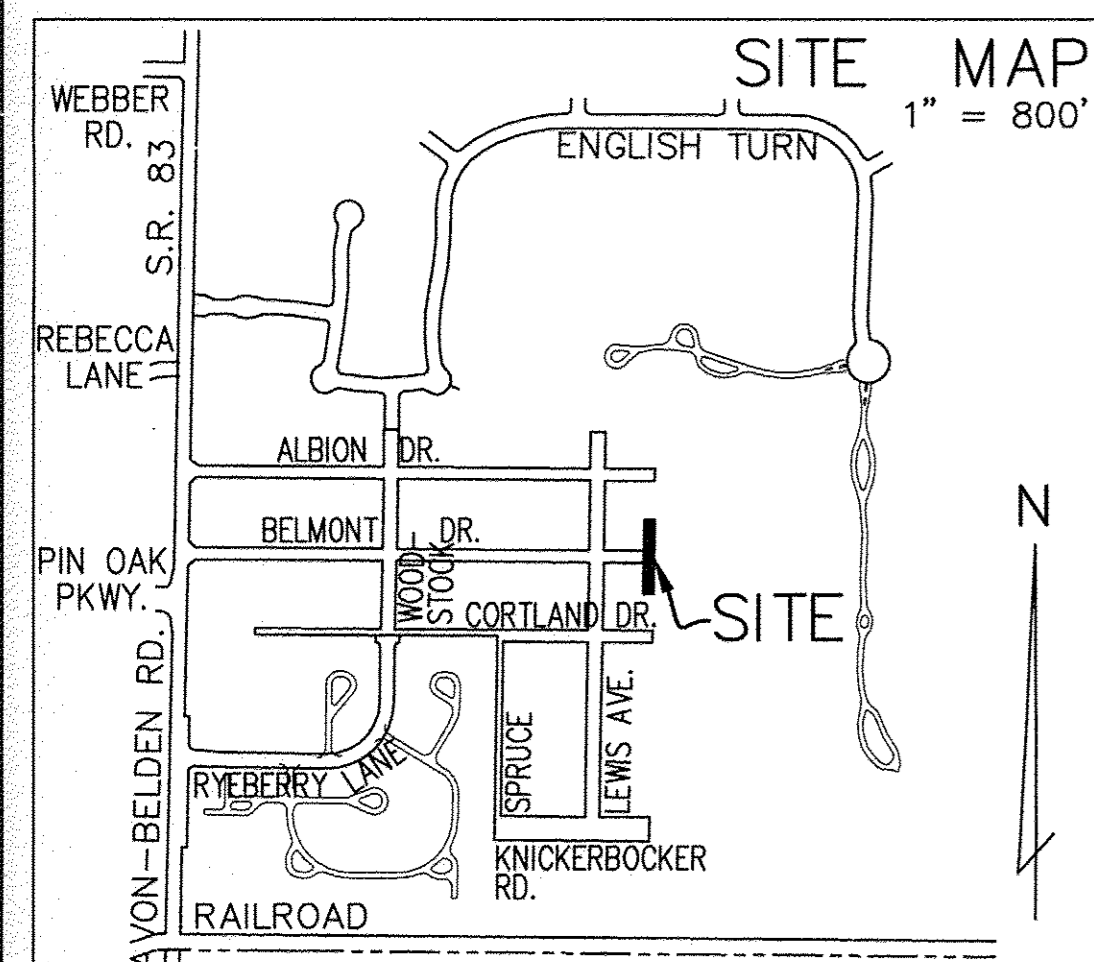 SITE MAP
1" = 800'
WEBBER
RD.
S.R. 83
ENGLISH TURN
REBECCA
LANE
ALBION DR.
BELMONT DR.
WOOD-
STOCK
PIN OAK
PKWY.
CORTLAND DR.
SITE
N
AVON-BELDEN RD.
SPRUCE
LEWIS AVE.
RYEBERRY LANE
KNICKERBOCKER
RD.
RAILROAD